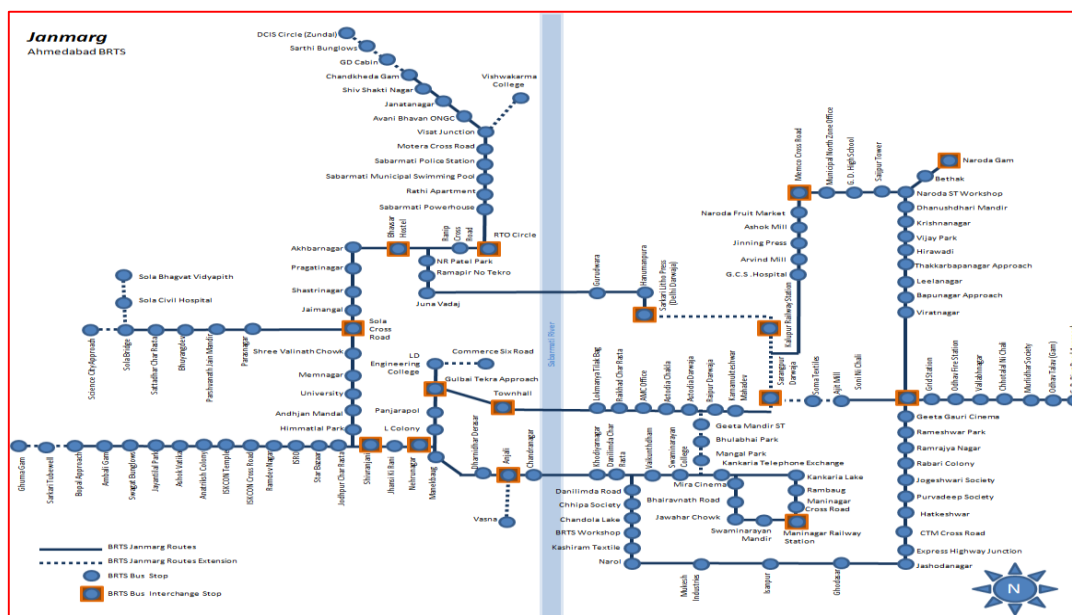 Janmarg
Ahmedabad BRTS
DCIS Circle (Zundal)
Sarthi Bunglows
GD Cabin
Chandkheda Gam
Shiv Shakti Nagar
Janatanagar
Avani Bhavan ONGC
Vishwakarma
College
Visat Junction
Motera Cross Road
Sabarmati Police Station
Sabarmati Municipal Swimming Pool
Rathi Apartment
Sabarmati Powerhouse
RTO Circle
Ranip
Cross
Road
Bhavsar
Hostel
Akhbarnagar
Pragatinagar
Shastrinagar
Jaimangal
Sola
Cross
Road
NR Patel Park
Ramapir No Tekro
Juna Vadaj
Sola Bhagvat Vidyapith
Sola Civil Hospital
Science City Approach
Sola Bridge
Sattadhar Char Rasta
Bhuyangdev
Parshwanath Jain Mandir
Parasnagar
Shree Valinath Chowk
Memnagar
University
Andhjan Mandal
Himmatlal Park
LD
Engineering
College
Commerce Six Road
Gulbai Tekra Approach
Townhall
Panjarapol
L Colony
Ghuma Gam
Sarkari Tubewell
Bopal Approach
Ambali Gam
Swagat Bunglows
Jayantilal Park
Ashok Vatika
Anatilash Colony
ISKCON Temple
ISKCON Cross Road
Ramdev Nagar
ISRO
Star Bazaar
Jodhpur Char Rasta
Shivranjani
Jhansi Ki Rani
Nehrunagar
Manekbaug
Dharnidhar Derasar
Anjali
Chandranagar
Vasna
Sabarmati River
Gurudwara
Hanumanpura
Sarkari Litho Press
(Delhi Darwaja)
Kalupur Railway Station
Sarangpur
Darwaja
Memco Cross Road
Municipal North Zone Office
G. D. High School
Saijpur Tower
Naroda Gam
Bethak
Naroda ST Workshop
Dhanushdhari Mandir
Krishnanagar
Vijay Park
Hirawadi
Thakkarbapanagar Approach
Leelanagar
Bapunagar Approach
Viratnagar
Naroda Fruit Market
Ashok Mill
Jinning Press
Arvind Mill
G.C.S .Hospital
Lokmanya Tilak Bag
Raikhad Char Rasta
AMC Office
Astodia Chakla
Astodia Darwaja
Raipur Darwaja
Kamnath
Mahadev
Soma Textiles
Ajit Mill
Soni Ni Chali
Grid Station
Odhav Fire Station
Vallabhnagar
Chhotalal Ni Chali
Murlidhar Society
Odhav Talav (Gam)
Geeta Mandir ST
Bhulabhai Park
Mangal Park
Geeta Gauri Cinema
Rameshwar Park
Ramrajya Nagar
Rabari Colony
Jogeshwari Society
Purvadeep Society
Hatkeshwar
CTM Cross Road
Express Highway Junction
Jashodanagar
Khodiyarnagar
Danilimda Char
Rasta
Vaikunthdham
Swaminarayan
College
Kankaria Telephone Exchange
Mira Cinema
Bhairavnath Road
Jawahar Chowk
Swaminarayan
Mandir
Kankaria Lake
Rambaug
Maninagar
Cross Road
Maninagar Railway
Station
Danilimda Road
Chhipa Society
Chandola Lake
BRTS Workshop
Kashiram Textile
Narol
Mukesh
Industries
Isanpur
Ghodasar
BRTS Janmarg Routes
BRTS Janmarg Routes Extension
BRTS Bus Stop
BRTS Bus Interchange Stop
N